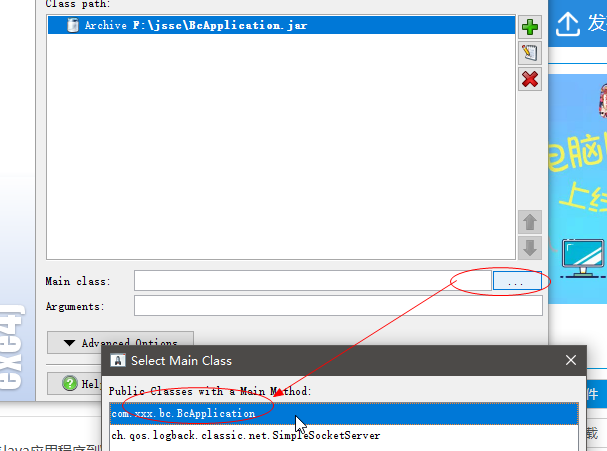 Class path:
Archive F:\jssc\BcApplication.jar
Main class:
...
Arguments:
Advanced Options
Help
exe4j
A Select Main Class
Public Classes with a Main Method:
com.xxx.bc.BcApplication
ch.qos.logback.classic.net.SimpleSocketServer
发
电脑
上线
件
载
Java应用程序到